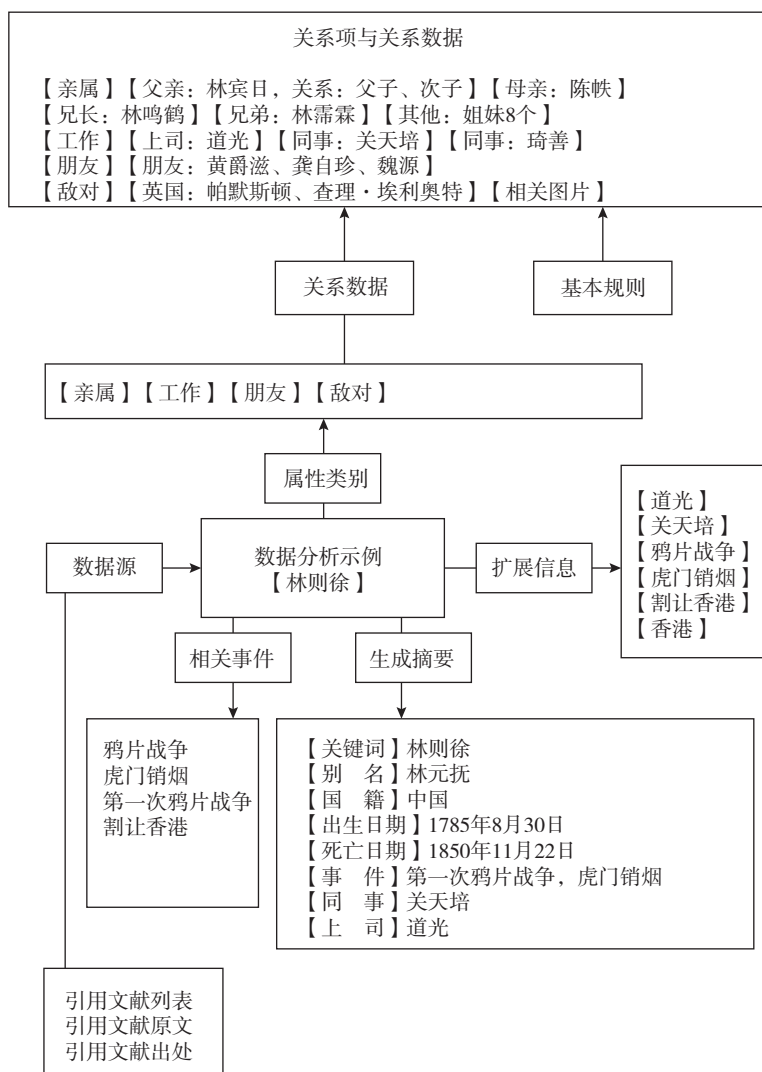 关系项与关系数据
【亲属】【父亲：林宾日，关系：父子、次子】【母亲：陈帙】
【兄长：林鸣鹤】【兄弟：林霈霖】【其他：姐妹8个】
【工作】【上司：道光】【同事：关天培】【同事：琦善】
【朋友】【朋友：黄爵滋、龚自珍、魏源】
【敌对】【英国：帕默斯顿、查理·埃利奥特】【相关图片】
关系数据
基本规则
【亲属】【工作】【朋友】【敌对】
属性类别
数据源
数据分析示例
【林则徐】
扩展信息
【道光】
【关天培】
【鸦片战争】
【虎门销烟】
【割让香港】
【香港】
相关事件
生成摘要
鸦片战争
虎门销烟
第一次鸦片战争
割让香港
【关键词】林则徐
【别　名】林元抚
【国　籍】中国
【出生日期】1785年8月30日
【死亡日期】1850年11月22日
【事　件】第一次鸦片战争，虎门销烟
【同　事】关天培
【上　司】道光
引用文献列表
引用文献原文
引用文献出处